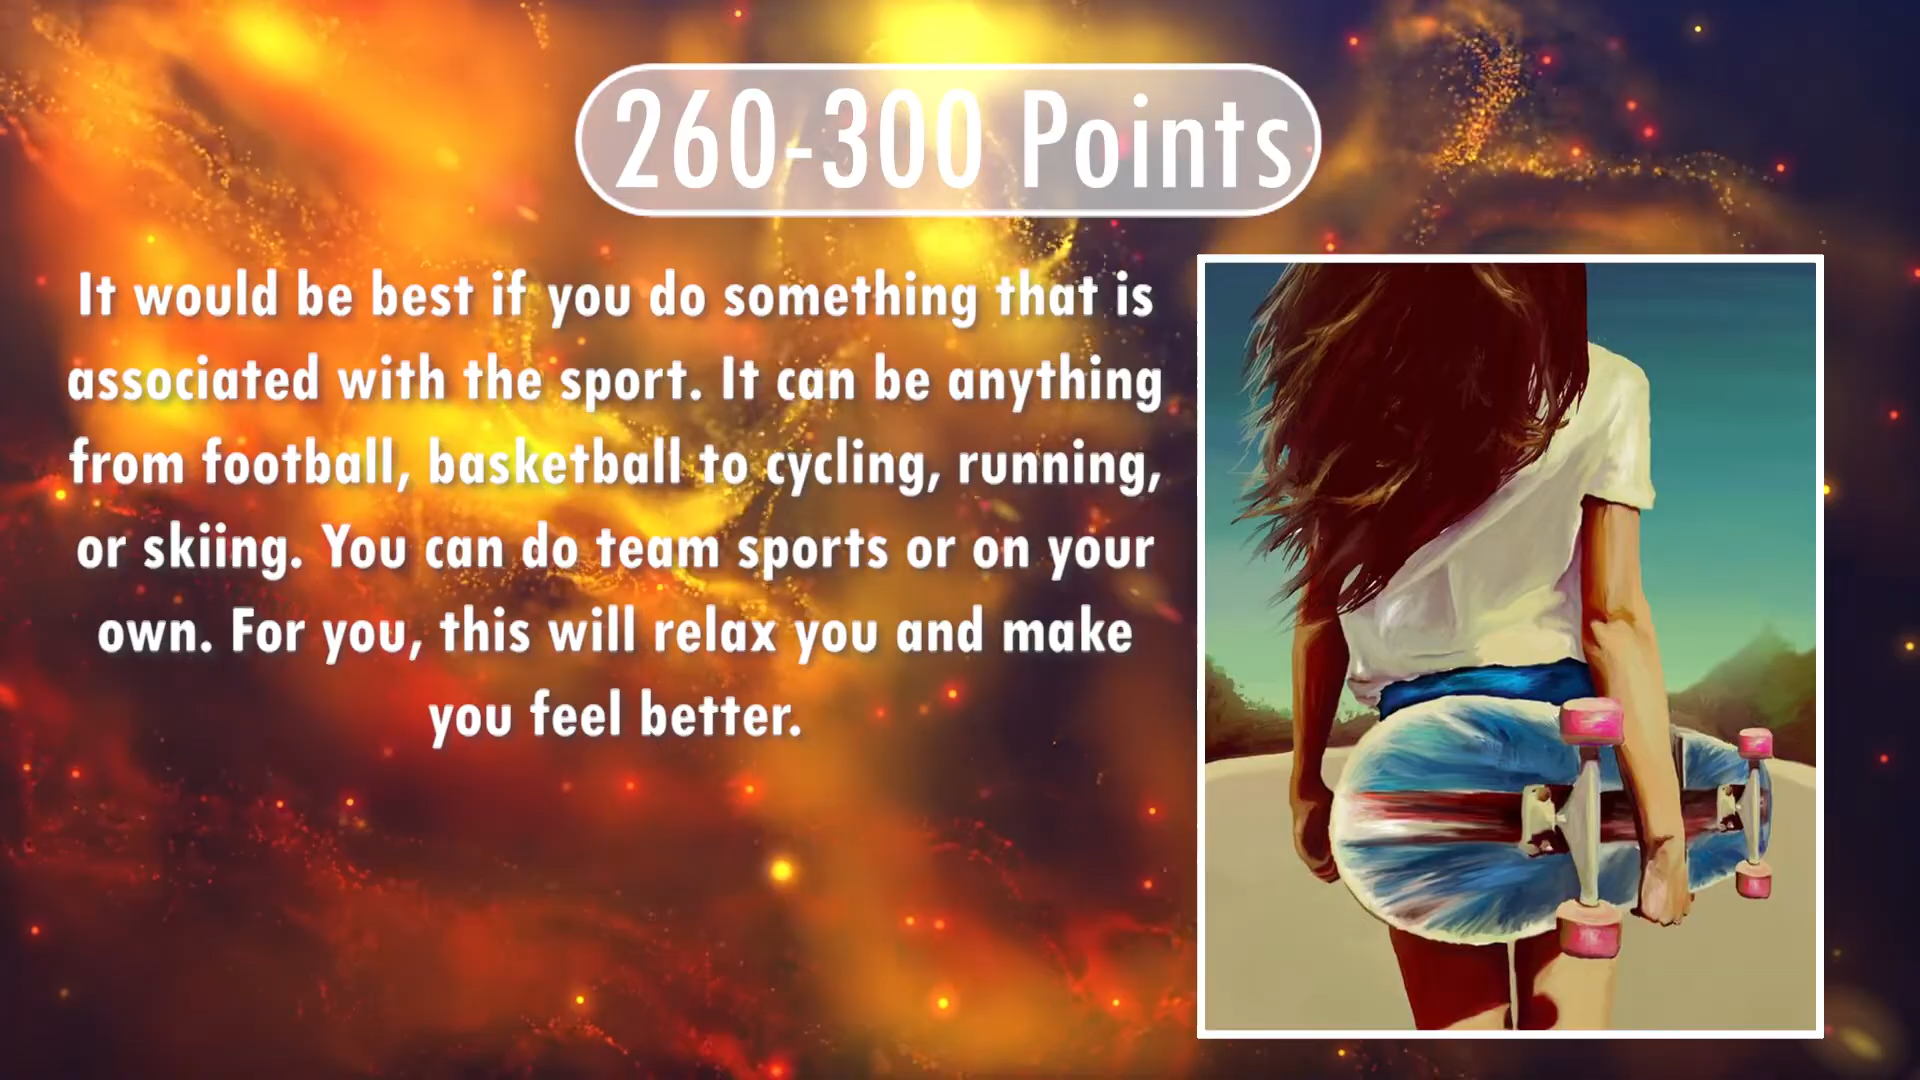 260-300 Points
It would be best if you do something that is
associated with the sport. It can be anything
from football, basketball to cycling, running,
or skiing. You can do team sports or on your
own. For you, this will relax you and make
you feel better.